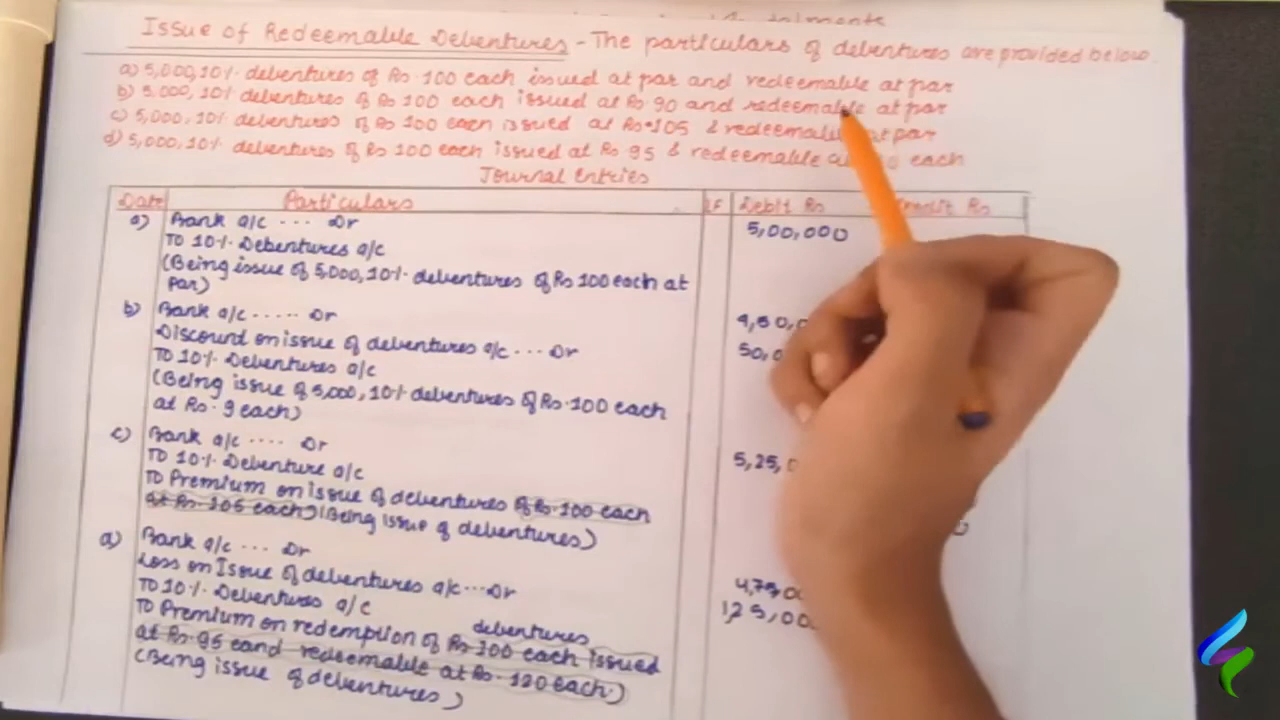 Issue of Redeemable Debentures - The particulars of debentures are provided below.
a) 5,000,10% debentures of Rs 100 each issued at par and redeemable at par
b) 5,000, 10% debentures of Rs 100 each issued at Rs 90 and redeemable at par
c) 5,000, 10% debentures of Rs 100 each issued at Rs.105 & redeemable at par
d) 5,000, 10% debentures of Rs 100 each issued at Rs 95 & redeemable each
Journal Entries
Date Particulars LF Debit Rs Credit Rs
a) Bank a/c ... Dr 5,00,000
To 10% Debentures a/c
(Being issue of 5,000, 10% debentures of Rs 100 each at
par)
b) Bank a/c ..... Dr
Discound on issue of debentures a/c ... Dr
To 10% Debentures a/c
(Being issue of 5,000, 10% debentures of Rs.100 each
at Rs. 9 each)
c) Bank a/c .... Dr
To 10% Debenture a/c
To Premium on issue of debentures of Rs.100 each
at Rs.105 each) (Being issue of debentures)
d) Bank a/c ... Dr
Loss on Issue of debentures a/c ... Dr
To 10% Debentures a/c
debentures
To Premium on redemption of Rs 100 each issued
at Rs.95 eand redeemable at Rs. 120 each)
(Being issue of debentures)